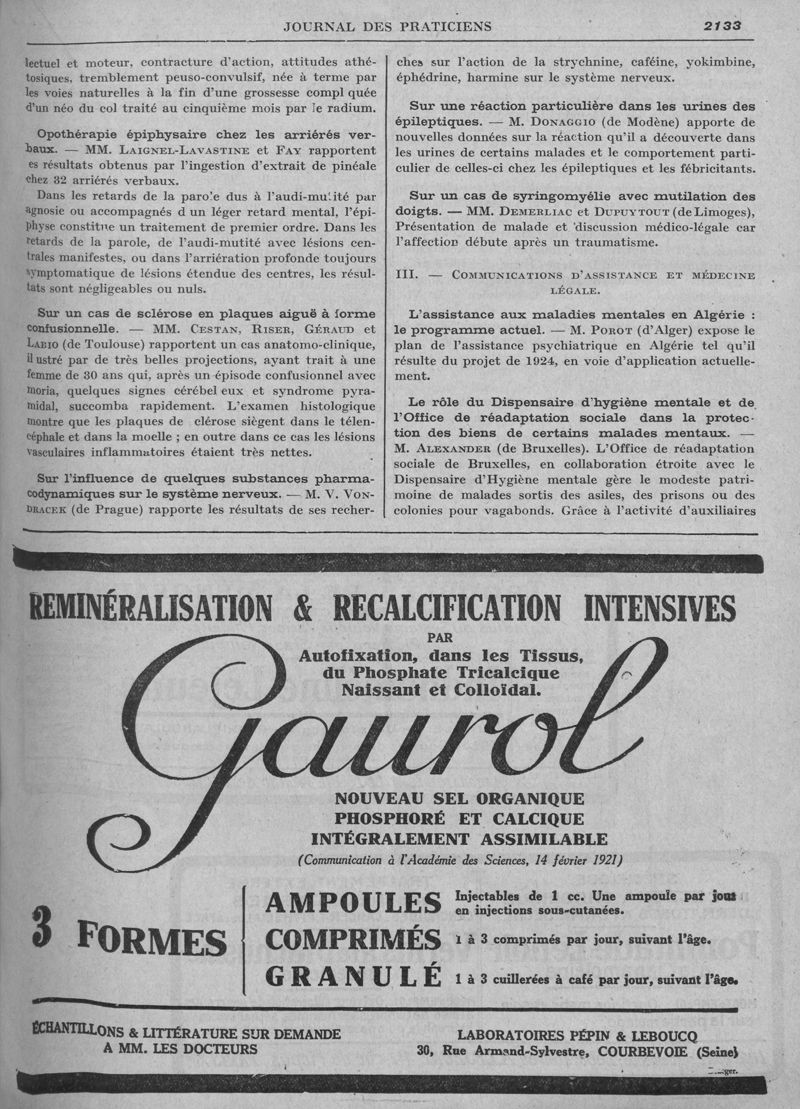 JOURNAL DES PRATICIENS 2133
lectuel et moteur, contracture d'action, attitudes athé-
tosiques, tremblement peuso-convulsif, née à terme par
les voies naturelles à la fin d'une grossesse compl quée
d'un néo du col traité au cinquième mois par le radium.
Opothérapie épiphysaire chez les arriérés ver-
baux. — MM. LAIGNEL-LAVASTINE et FAY rapportent
es résultats obtenus par l'ingestion d'extrait de pinéale
chez 32 arriérés verbaux.
Dans les retards de la paro'e dus à l'audi-mu'ité par
agnosie ou accompagnés d un léger retard mental, l'épi-
physe constitue un traitement de premier ordre. Dans les
retards de la parole, de l'audi-mutité avec lésions cen-
trales manifestes, ou dans l'arriération profonde toujours
symptomatique de lésions étendue des centres, les résul-
tats sont négligeables ou nuls.
Sur un cas de sclérose en plaques aiguë à forme
confusionnelle. — MM. CESTAN, RISER, GÉRAUD et
LABIO (de Toulouse) rapportent un cas anatomo-clinique,
il ustré par de très belles projections, ayant trait à une
femme de 30 ans qui, après un épisode confusionnel avec
moria, quelques signes cérébel eux et syndrome pyra-
midal, succomba rapidement. L'examen histologique
montre que les plaques de clérose siègent dans le télen-
céphale et dans la moelle ; en outre dans ce cas les lésions
vasculaires inflammatoires étaient très nettes.
Sur l'influence de quelques substances pharma-
codynamiques sur le système nerveux. — M. V. VON-
DRACEK (de Prague) rapporte les résultats de ses recher-
ches sur l'action de la strychnine, caféine, yokimbine,
éphédrine, harmine sur le système nerveux.
Sur une réaction particulière dans les urines des
épileptiques. — M. DONAGGIO (de Modène) apporte de
nouvelles données sur la réaction qu'il a découverte dans
les urines de certains malades et le comportement parti-
culier de celles-ci chez les épileptiques et les fébricitants.
Sur un cas de syringomyélie avec mutilation des
doigts. — MM. DEMERLIAC et DUPUYTOUT (de Limoges),
Présentation de malade et discussion médico-légale car
l'affection débute après un traumatisme.
III. — COMMUNICATIONS D'ASSISTANCE ET MÉDECINE
LÉGALE.
L'assistance aux maladies mentales en Algérie :
le programme actuel. — M. POROT (d'Alger) expose le
plan de l'assistance psychiatrique en Algérie tel qu'il
résulte du projet de 1924, en voie d'application actuelle-
ment.
Le rôle du Dispensaire d'hygiène mentale et de
l'Office de réadaptation sociale dans la protec-
tion des biens de certains malades mentaux. —
M. ALEXANDER (de Bruxelles). L'Office de réadaptation
sociale de Bruxelles, en collaboration étroite avec le
Dispensaire d'Hygiène mentale gère le modeste patri-
moine de malades sortis des asiles, des prisons ou des
colonies pour vagabonds. Grâce à l'activité d'auxiliaires
REMINÉRALISATION & RECALCIFICATION INTENSIVES
PAR
Autofixation, dans les Tissus,
du Phosphate Tricalcique
Naissant et Colloïdal.
Gaurol
NOUVEAU SEL ORGANIQUE
PHOSPHORÉ ET CALCIQUE
INTÉGRALEMENT ASSIMILABLE
(Communication à l'Académie des Sciences, 14 février 1921)
3 FORMES
AMPOULES Injectables de 1 cc. Une ampoule par jour
en injections sous-cutanées.
COMPRIMÉS 1 à 3 comprimés par jour, suivant l'âge.
GRANULÉ 1 à 3 cuillerées à café par jour, suivant l'âge.
ÉCHANTILLONS & LITTÉRATURE SUR DEMANDE
A MM. LES DOCTEURS
LABORATOIRES PÉPIN & LEBOUCQ
30, Rue Armand-Sylvestre, COURBEVOIE (Seine)